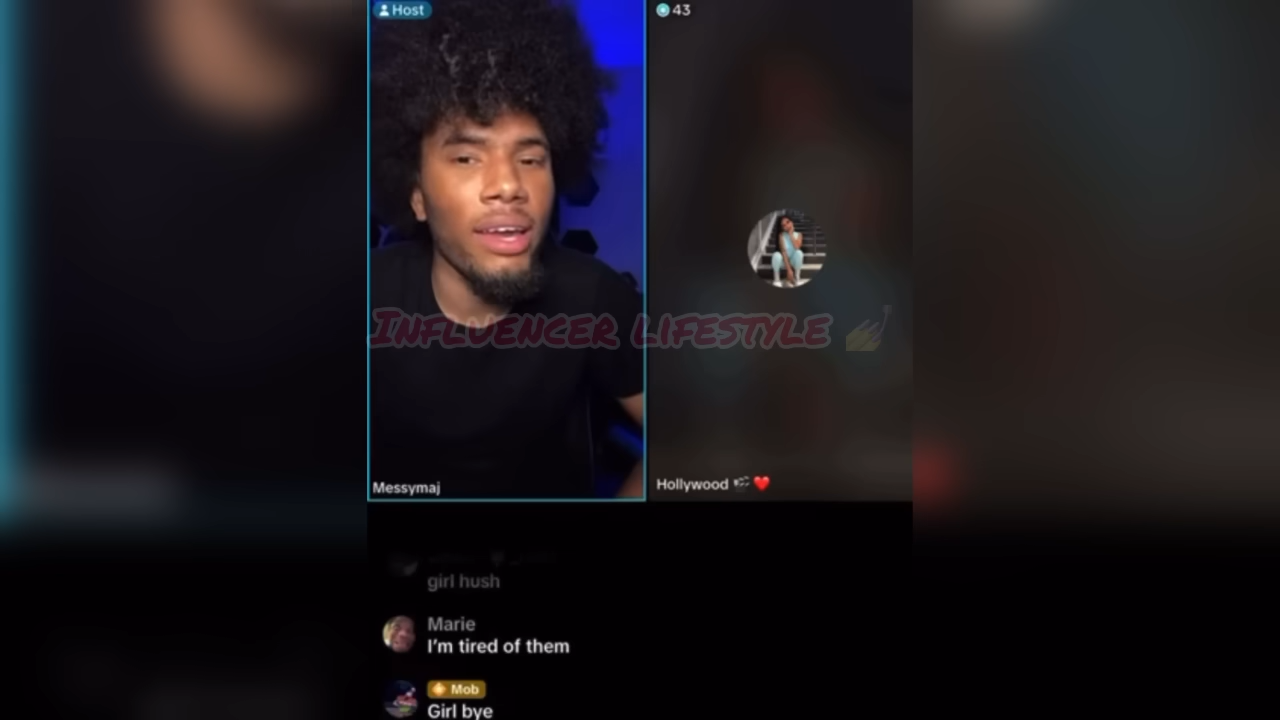 Host
43
INFLUENCER LIFESTYLE
Messymaj
Hollywood 🎬 ❤️
girl hush
Marie
I'm tired of them
Mob
Girl bye